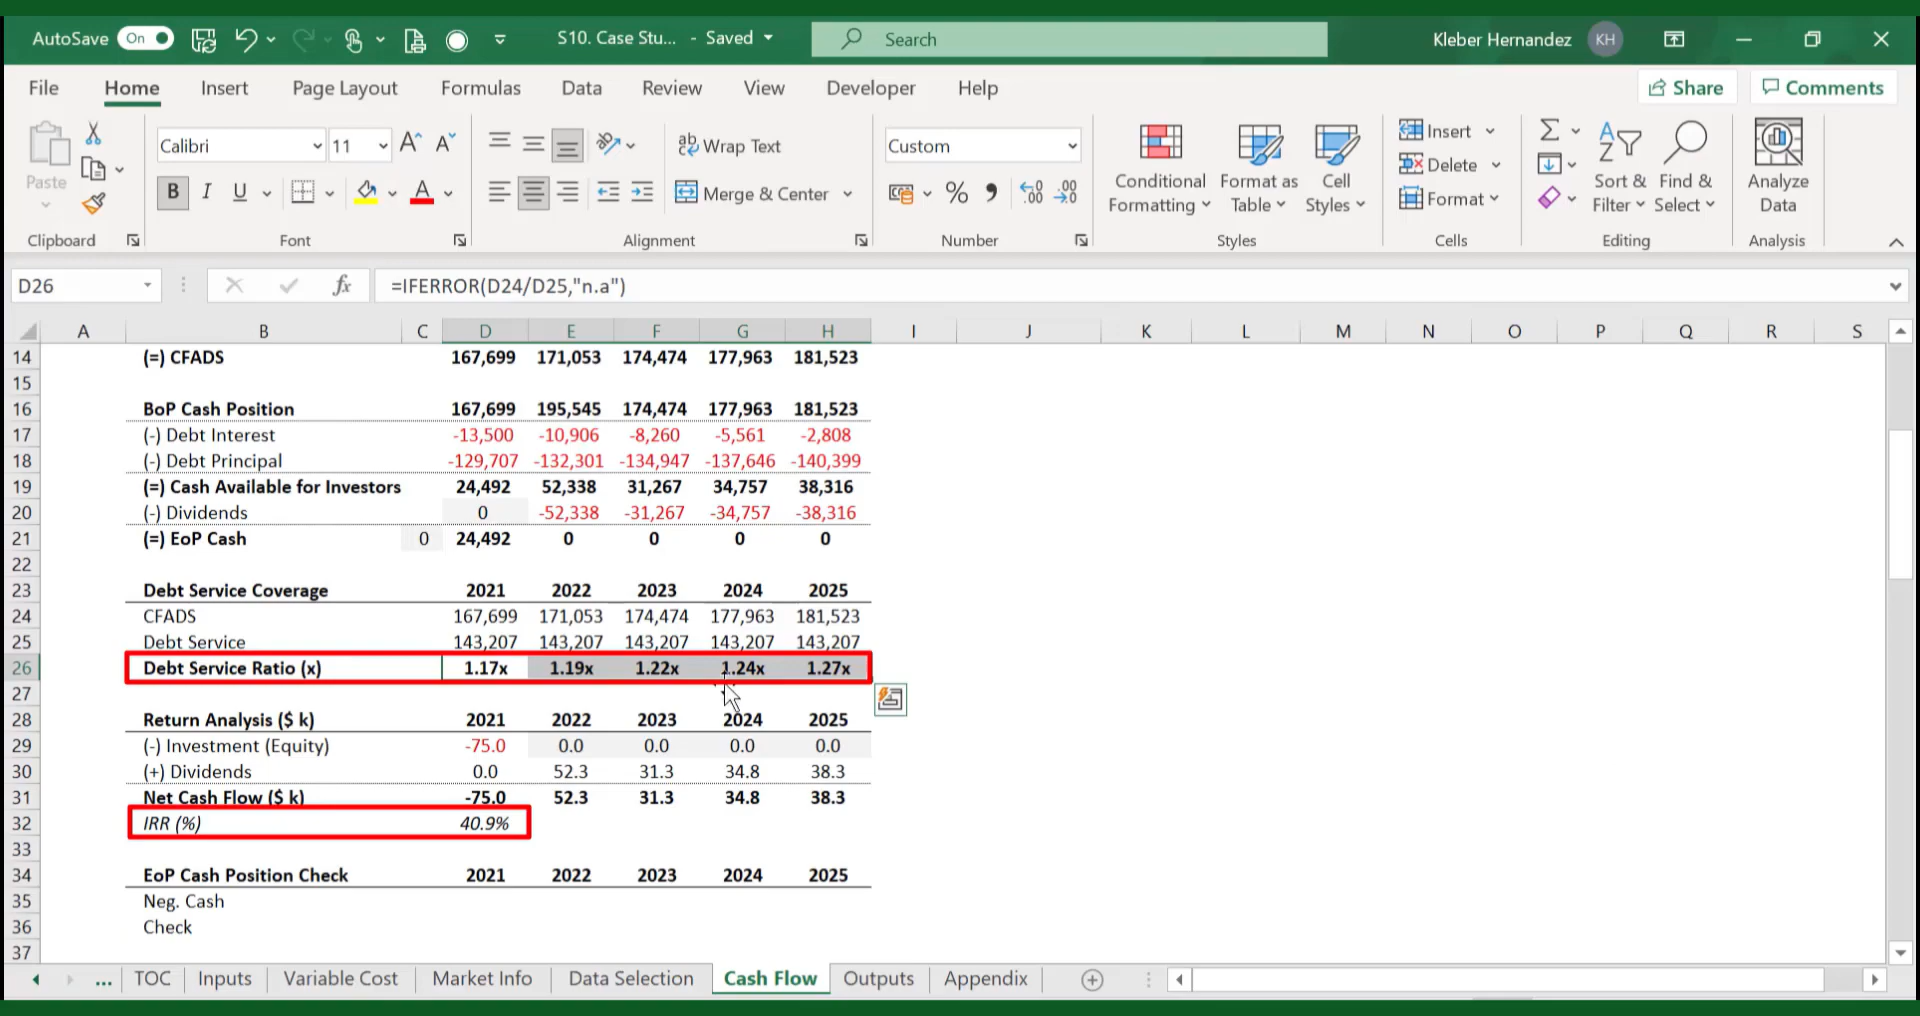 AutoSave On S10. Case Stu... - Saved Search Kleber Hernandez KH
File Home Insert Page Layout Formulas Data Review View Developer Help Share Comments
Paste Calibri 11 A A Wrap Text Custom Conditional Formatting Format as Table Cell Styles Insert Delete Format Sort & Filter Find & Select Analyze Data
B I U A Merge & Center % .00 .00
Clipboard Font Alignment Number Styles Cells Editing Analysis
D26 fx =IFERROR(D24/D25,"n.a")
A B C D E F G H I J K L M N O P Q R S
14 (=) CFADS 167,699 171,053 174,474 177,963 181,523
15
16 BoP Cash Position 167,699 195,545 174,474 177,963 181,523
17 (-) Debt Interest -13,500 -10,906 -8,260 -5,561 -2,808
18 (-) Debt Principal -129,707 -132,301 -134,947 -137,646 -140,399
19 (=) Cash Available for Investors 24,492 52,338 31,267 34,757 38,316
20 (-) Dividends 0 -52,338 -31,267 -34,757 -38,316
21 (=) EoP Cash 0 24,492 0 0 0 0
22
23 Debt Service Coverage 2021 2022 2023 2024 2025
24 CFADS 167,699 171,053 174,474 177,963 181,523
25 Debt Service 143,207 143,207 143,207 143,207 143,207
26 Debt Service Ratio (x) 1.17x 1.19x 1.22x 1.24x 1.27x
27
28 Return Analysis ($ k) 2021 2022 2023 2024 2025
29 (-) Investment (Equity) -75.0 0.0 0.0 0.0 0.0
30 (+) Dividends 0.0 52.3 31.3 34.8 38.3
31 Net Cash Flow ($ k) -75.0 52.3 31.3 34.8 38.3
32 IRR (%) 40.9%
33
34 EoP Cash Position Check 2021 2022 2023 2024 2025
35 Neg. Cash
36 Check
37
... TOC Inputs Variable Cost Market Info Data Selection Cash Flow Outputs Appendix